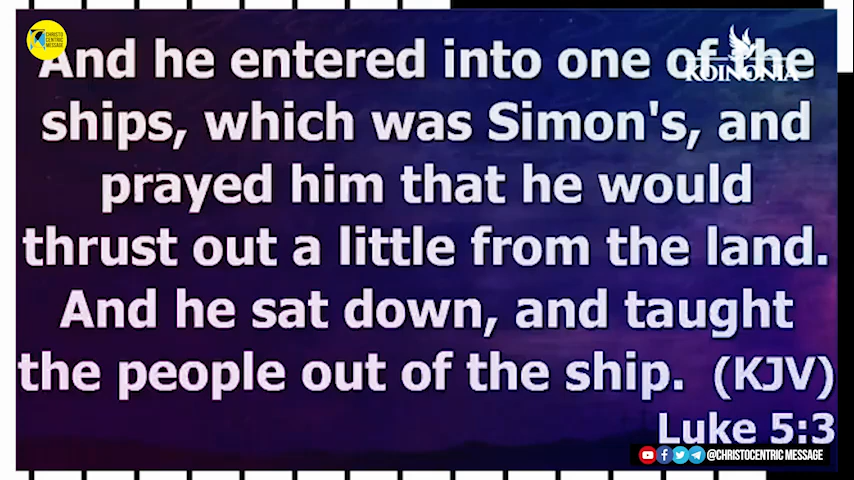 CHRISTO
CENTRIC
MESSAGE
KOINONIA
And he entered into one of the
ships, which was Simon's, and
prayed him that he would
thrust out a little from the land.
And he sat down, and taught
the people out of the ship. (KJV)
Luke 5:3
@CHRISTOCENTRIC MESSAGE